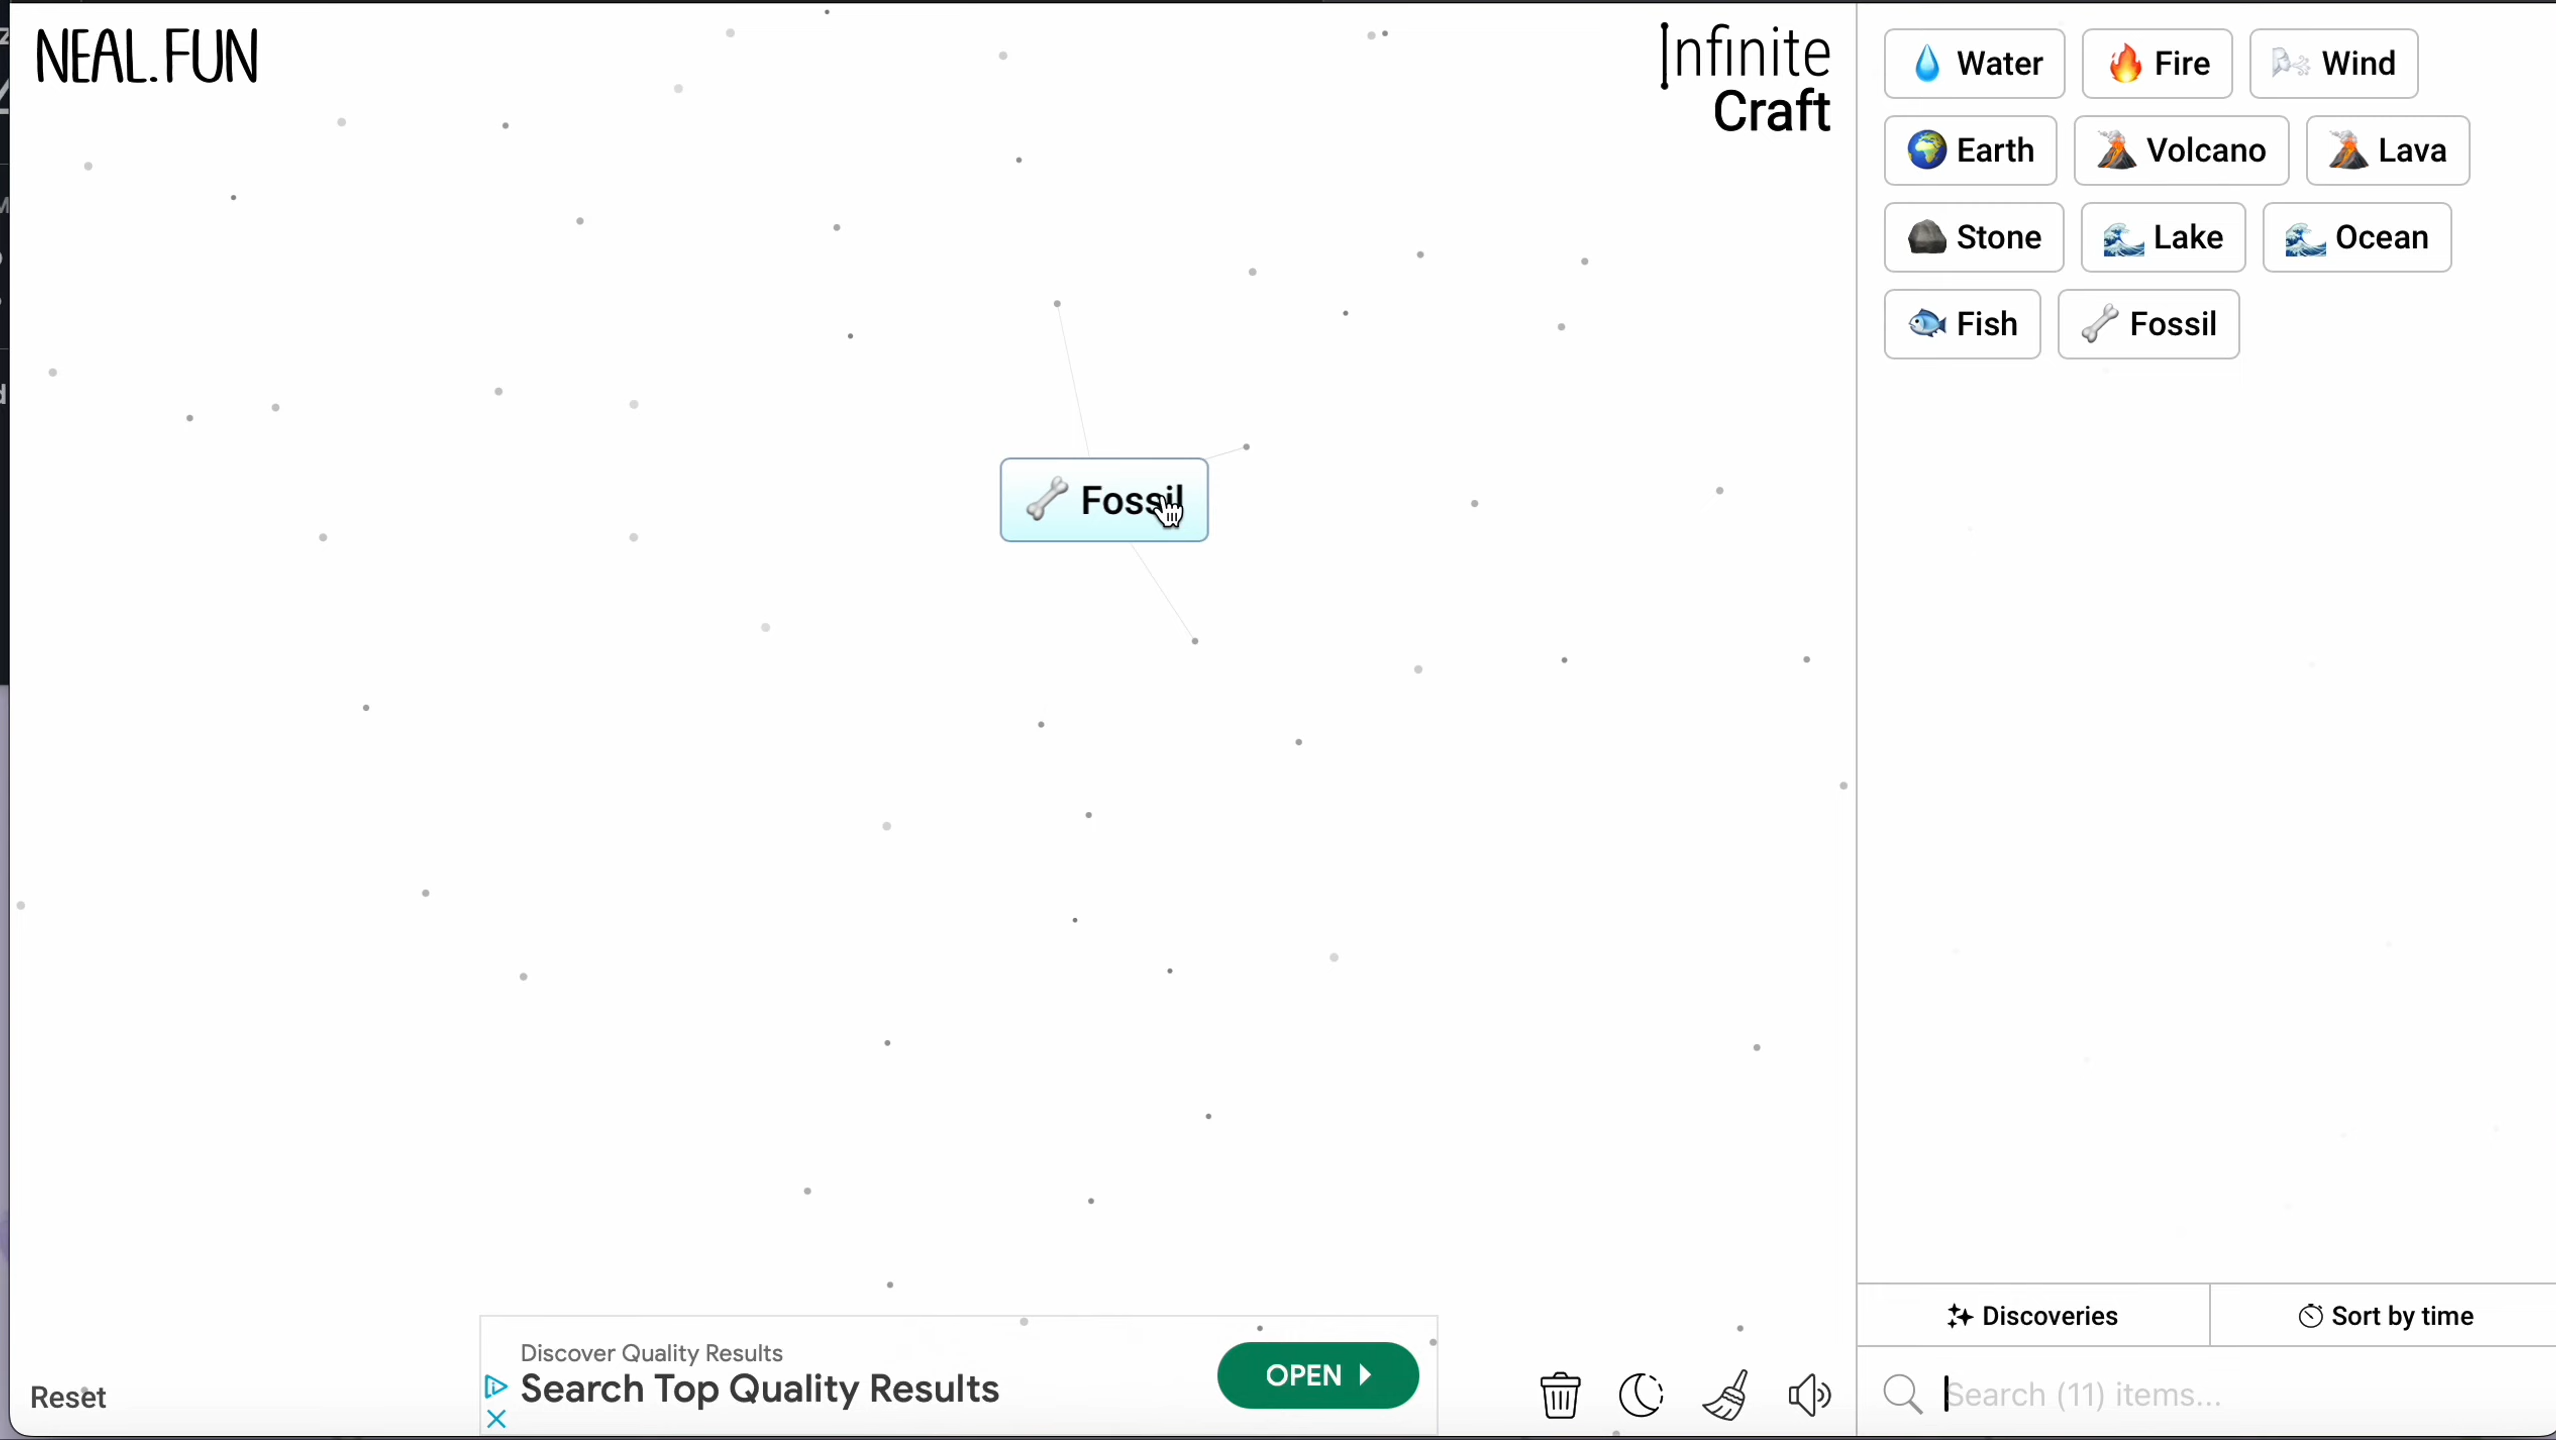 NEAL.FUN
Infinite
Craft
Water
Fire
Wind
Earth
Volcano
Lava
Stone
Lake
Ocean
Fish
Fossil
Fossil
Discoveries
Sort by time
Search (11) items...
Discover Quality Results
Search Top Quality Results
OPEN
Reset